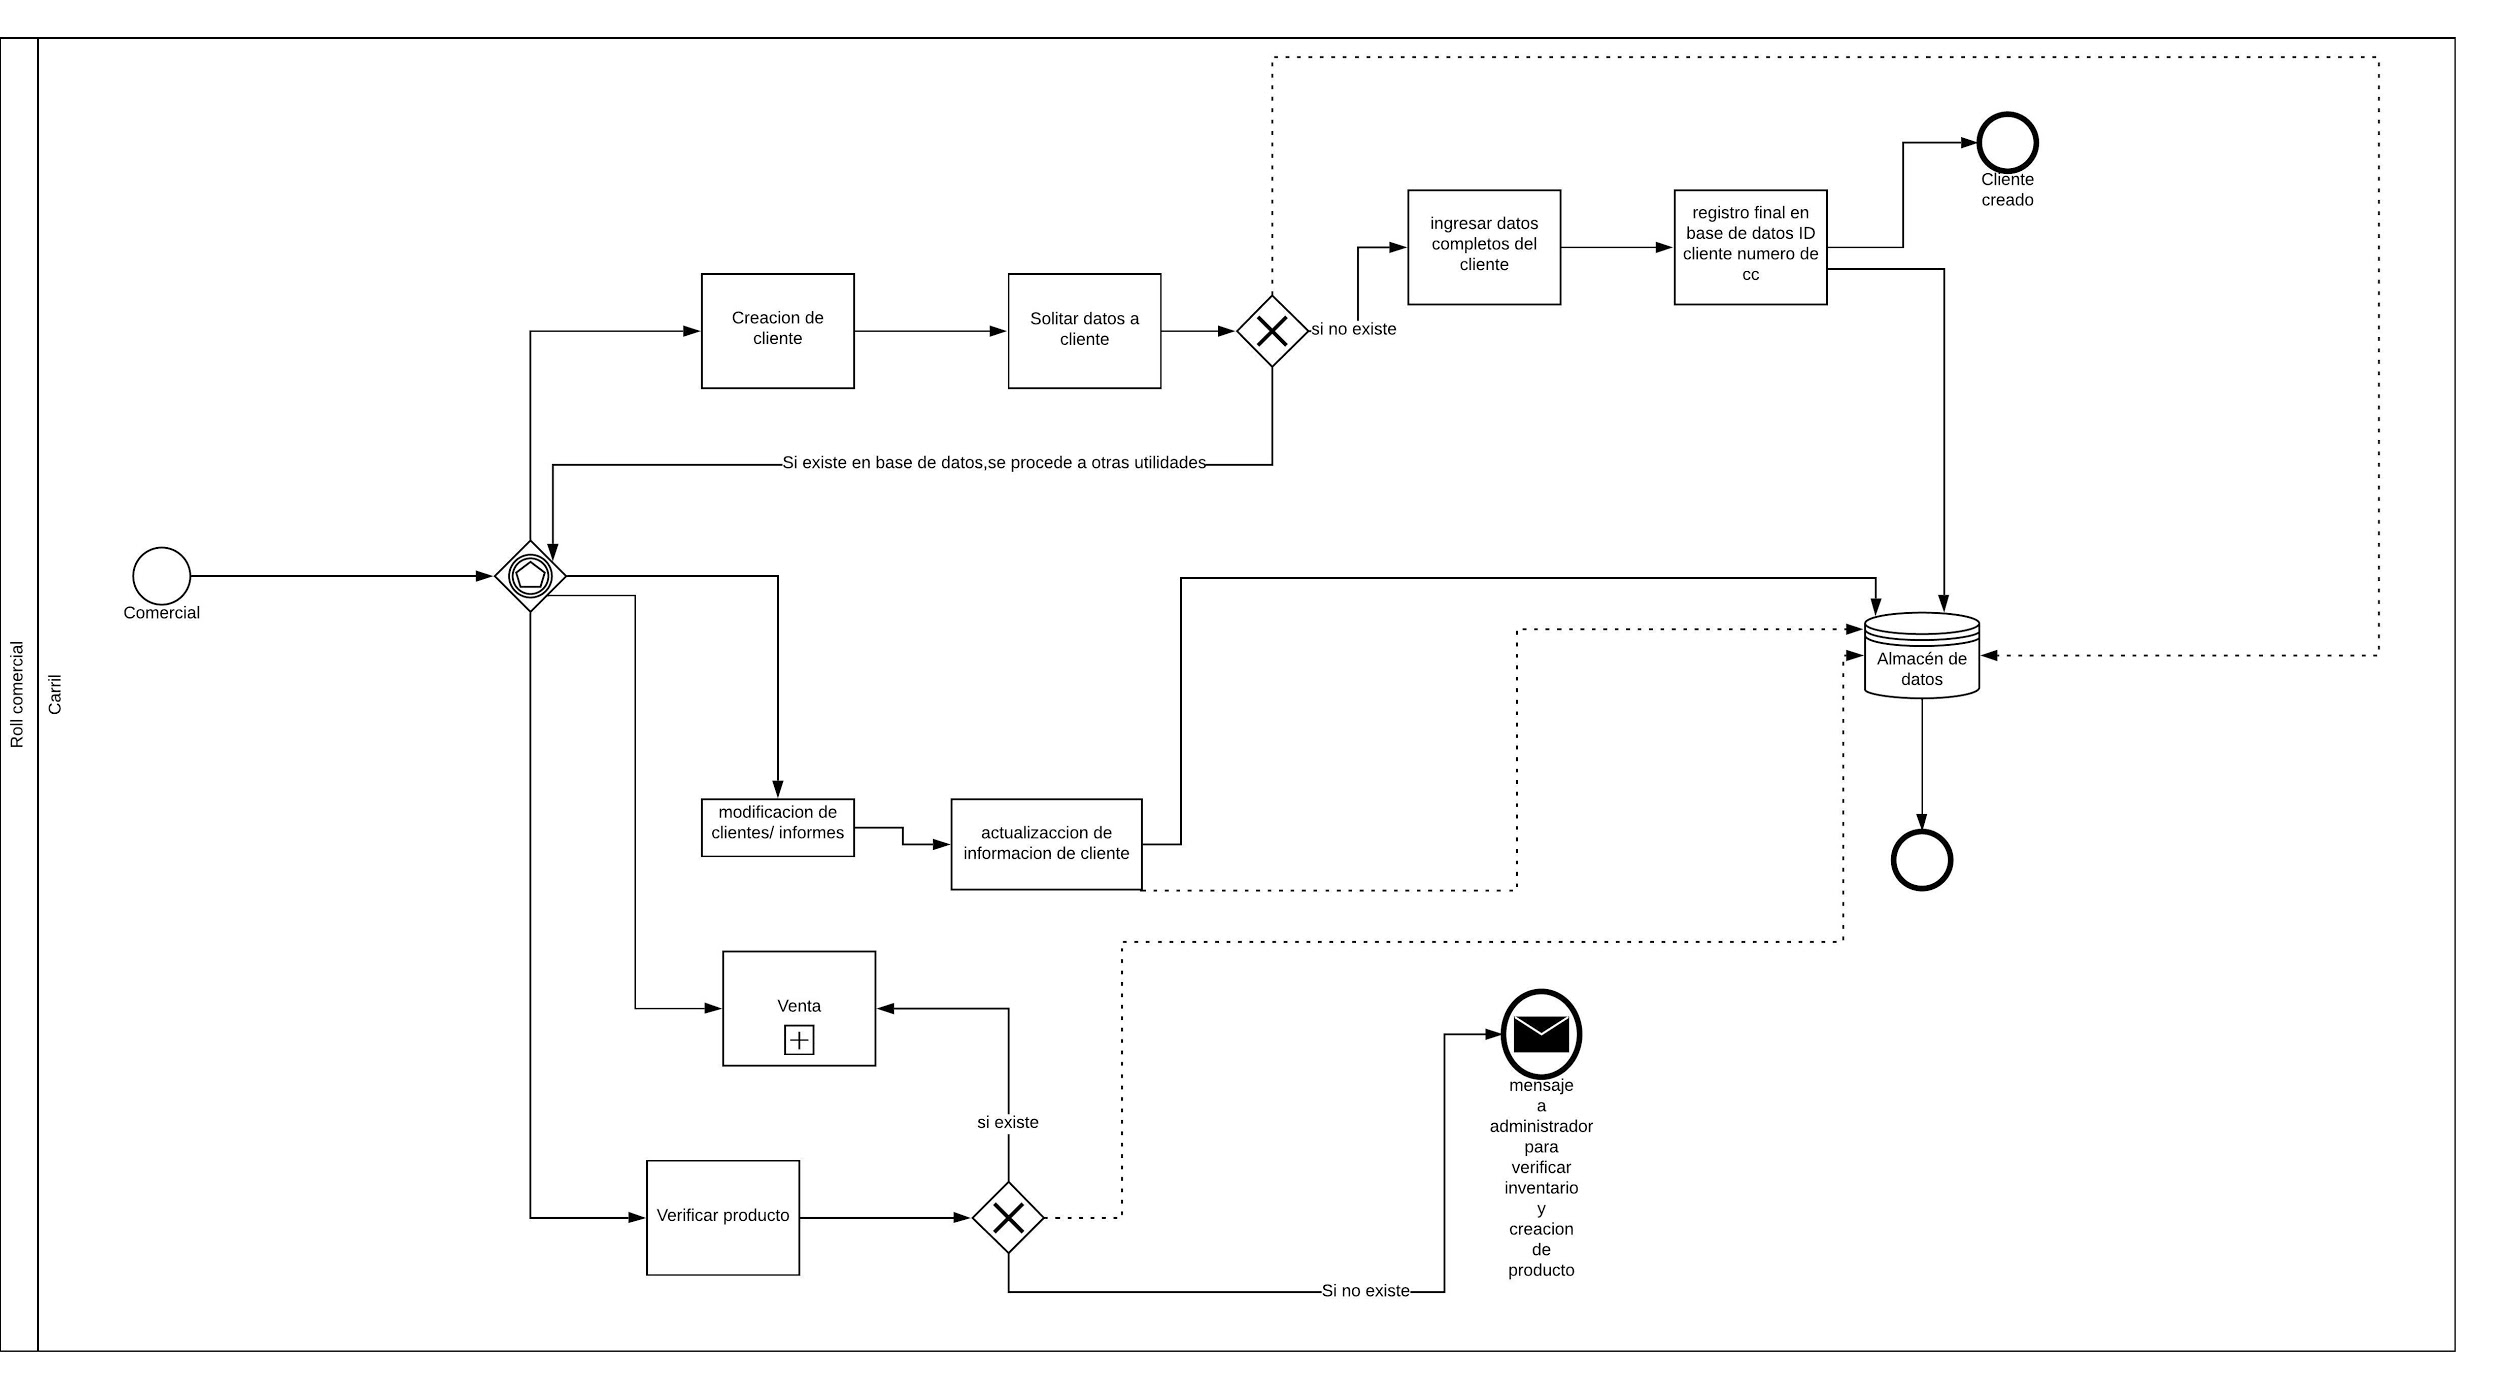 Roll comercial
Carril
Comercial
Creacion de
cliente
Solitar datos a
cliente
si no existe
ingresar datos
completos del
cliente
registro final en
base de datos ID
cliente numero de
cc
Cliente
creado
Si existe en base de datos,se procede a otras utilidades
Almacén de
datos
modificacion de
clientes/ informes
actualizaccion de
informacion de cliente
Venta
si existe
Verificar producto
Si no existe
mensaje
a
administrador
para
verificar
inventario
y
creacion
de
producto